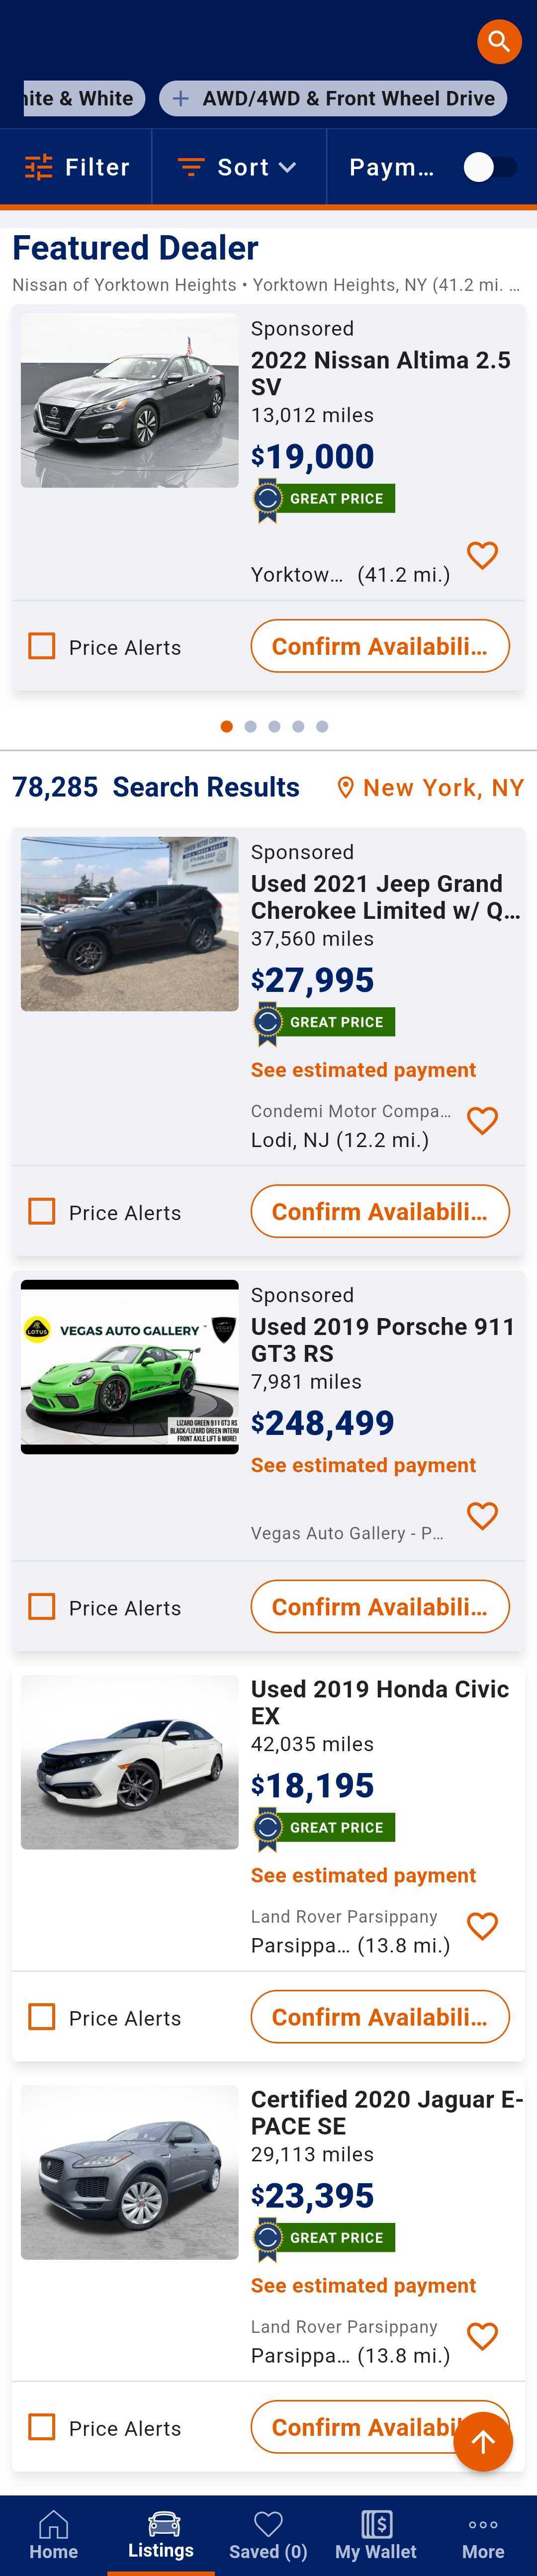 ite & White
AWD/4WD & Front Wheel Drive
Filter
Sort
Paym...
Featured Dealer
Nissan of Yorktown Heights • Yorktown Heights, NY (41.2 mi. ...
Sponsored
2022 Nissan Altima 2.5
SV
13,012 miles
$19,000
GREAT PRICE
Yorktow... (41.2 mi.)
Price Alerts
Confirm Availabili...
78,285 Search Results
New York, NY
Sponsored
Used 2021 Jeep Grand
Cherokee Limited w/ Q...
37,560 miles
$27,995
GREAT PRICE
See estimated payment
Condemi Motor Compa...
Lodi, NJ (12.2 mi.)
Price Alerts
Confirm Availabili...
LOTUS
VEGAS AUTO GALLERY
LIZARD GREEN 911 GT3 RS
BLACK/LIZARD GREEN INTERI
FRONT AXLE LIFT & MORE!
Sponsored
Used 2019 Porsche 911
GT3 RS
7,981 miles
$248,499
See estimated payment
Vegas Auto Gallery - P...
Price Alerts
Confirm Availabili...
Used 2019 Honda Civic
EX
42,035 miles
$18,195
GREAT PRICE
See estimated payment
Land Rover Parsippany
Parsippa... (13.8 mi.)
Price Alerts
Confirm Availabili...
Certified 2020 Jaguar E-
PACE SE
29,113 miles
$23,395
GREAT PRICE
See estimated payment
Land Rover Parsippany
Parsippa... (13.8 mi.)
Price Alerts
Confirm Availabil
Home
Listings
Saved (0)
My Wallet
More